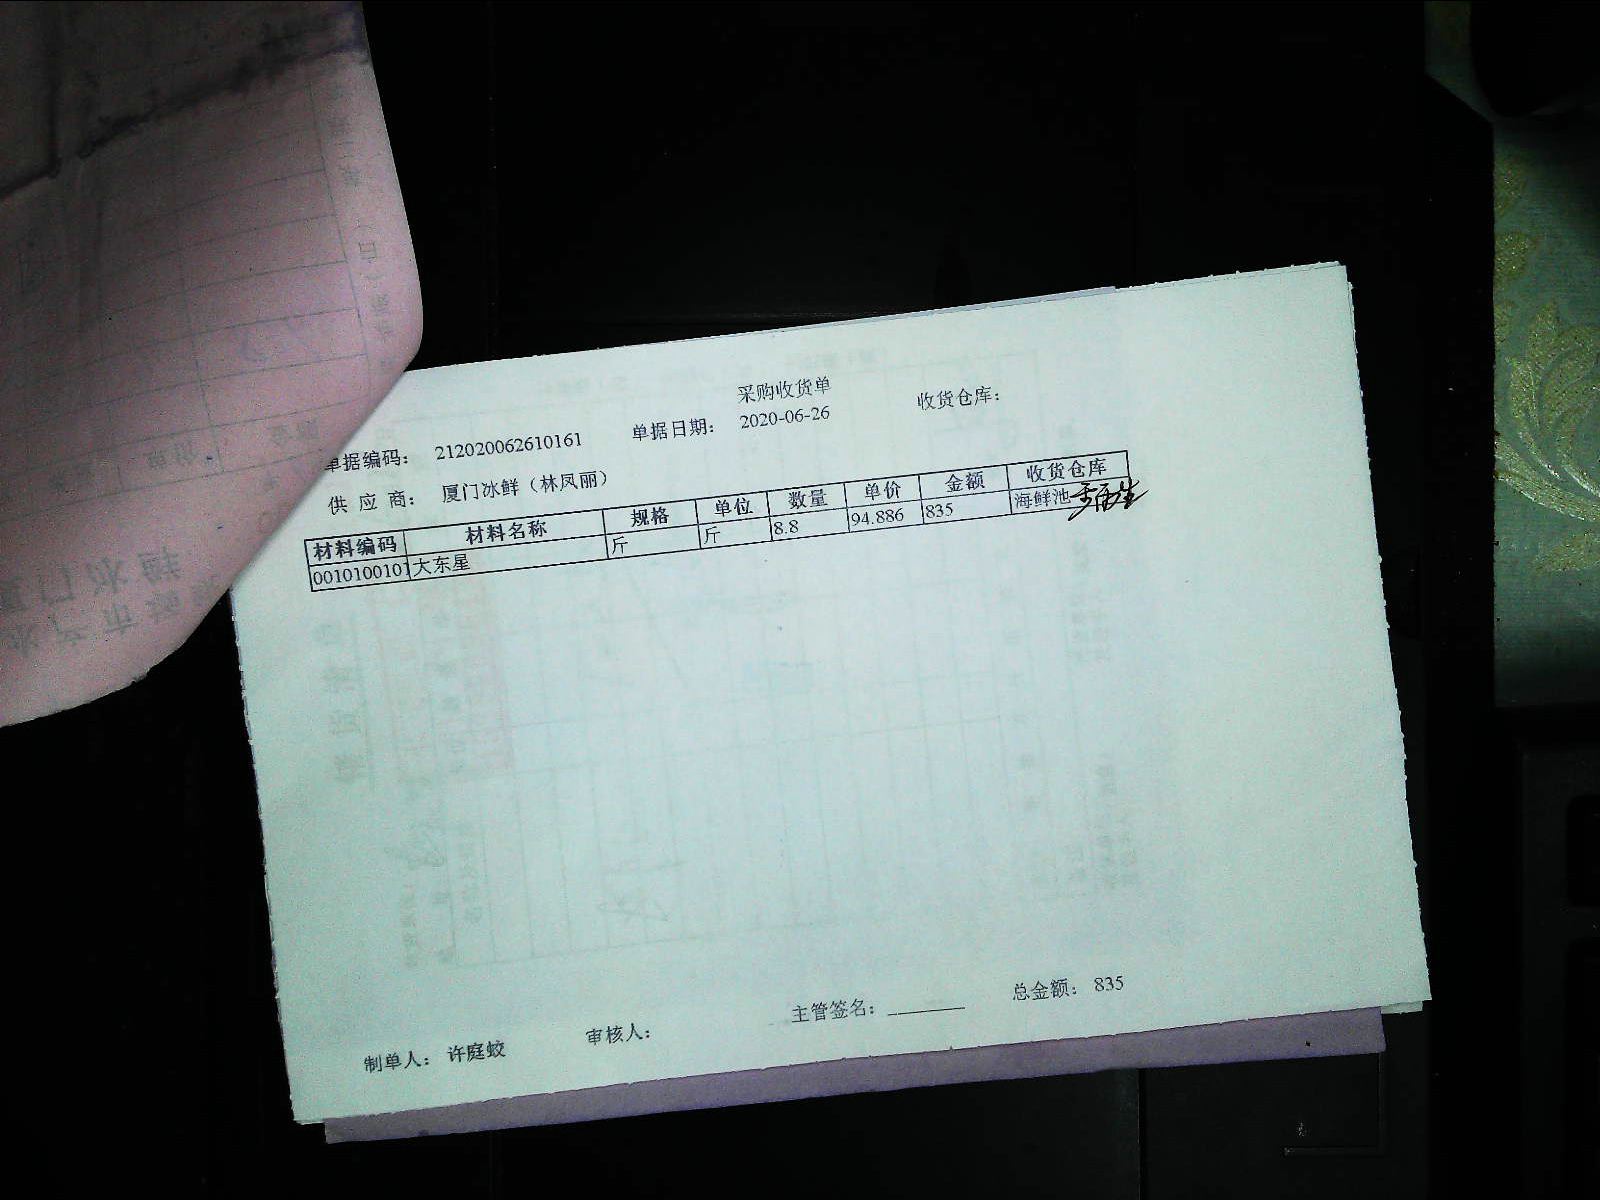 采购收货单
单据编码： 212020062610161 单据日期： 2020-06-26 收货仓库：
供 应 商： 厦门冰鲜（林凤丽）
材料编码 材料名称 规格 单位 数量 单价 金额 收货仓库
0010100101 大东星 斤 斤 8.8 94.886 835 海鲜池
制单人： 许庭蛟 审核人： 主管签名： 总金额： 835